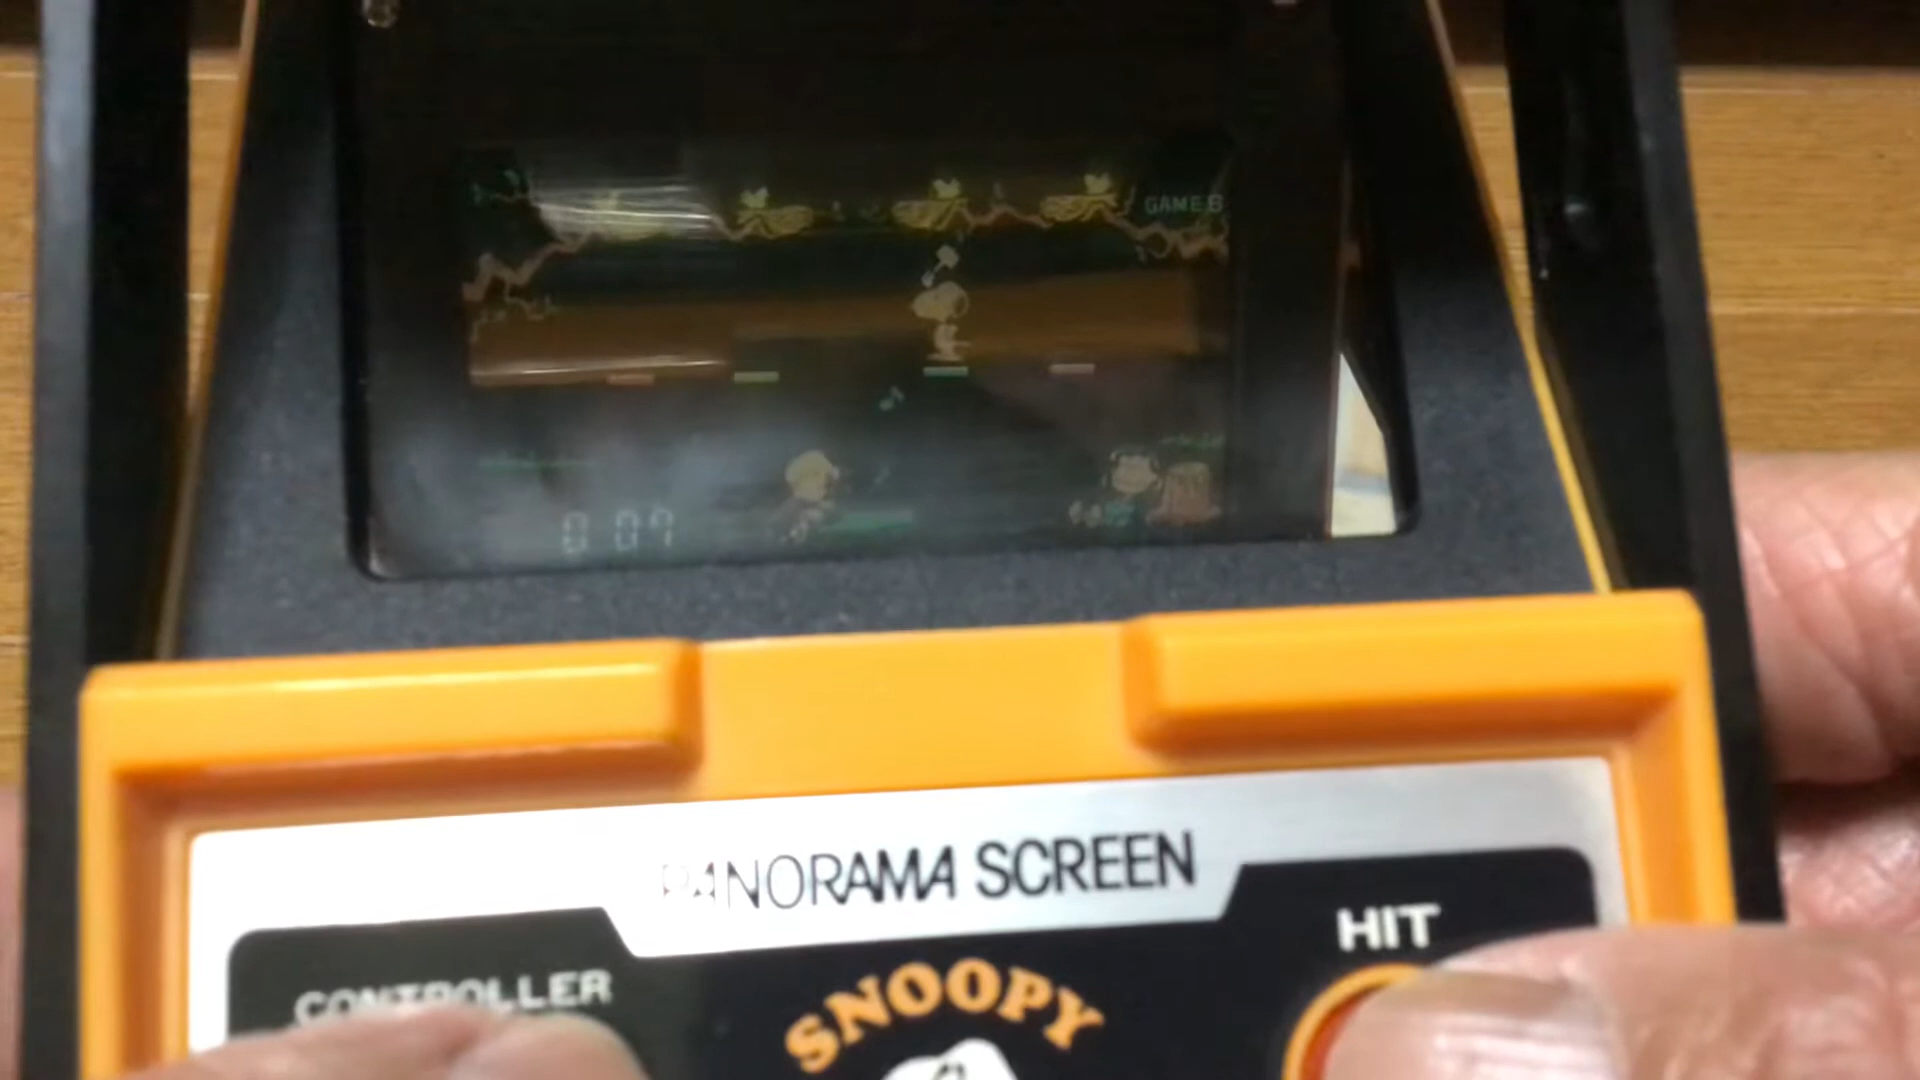 GAME B
0 07
PANORAMA SCREEN
HIT
CONTROLLER
SNOOPY